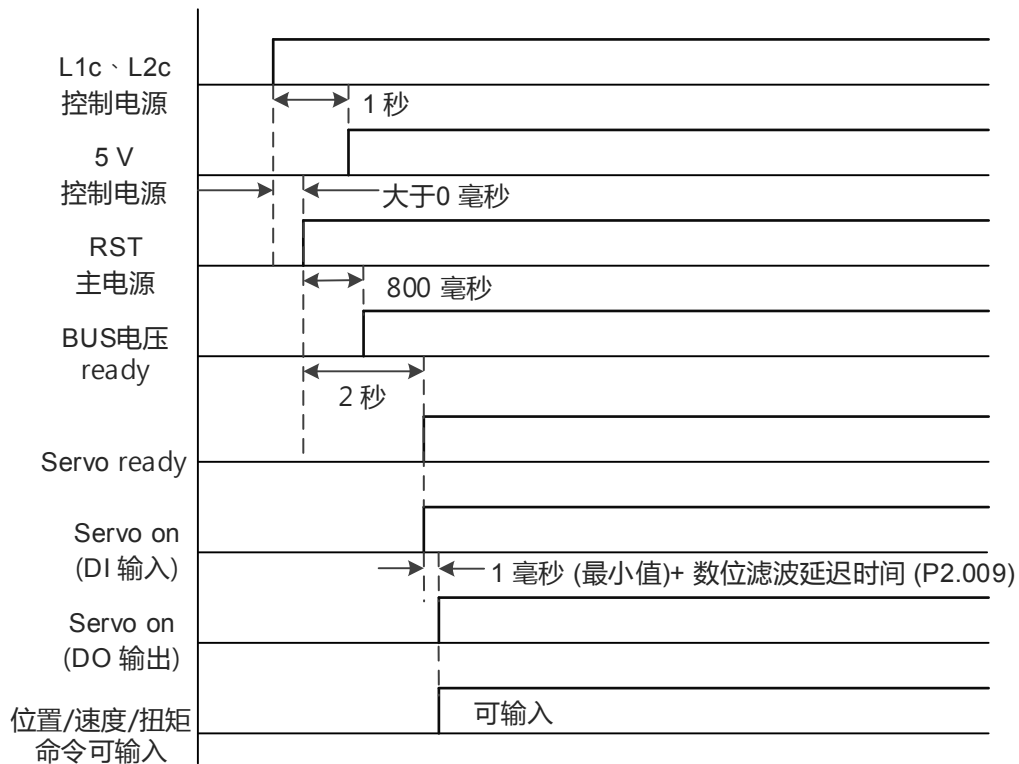 L1c、L2c
控制电源
1 秒
5 V
控制电源
大于0 毫秒
RST
主电源
800 毫秒
BUS电压
ready
2 秒
Servo ready
Servo on
(DI 输入)
1 毫秒 (最小值)+ 数位滤波延迟时间 (P2.009)
Servo on
(DO 输出)
位置/速度/扭矩
命令可输入
可输入